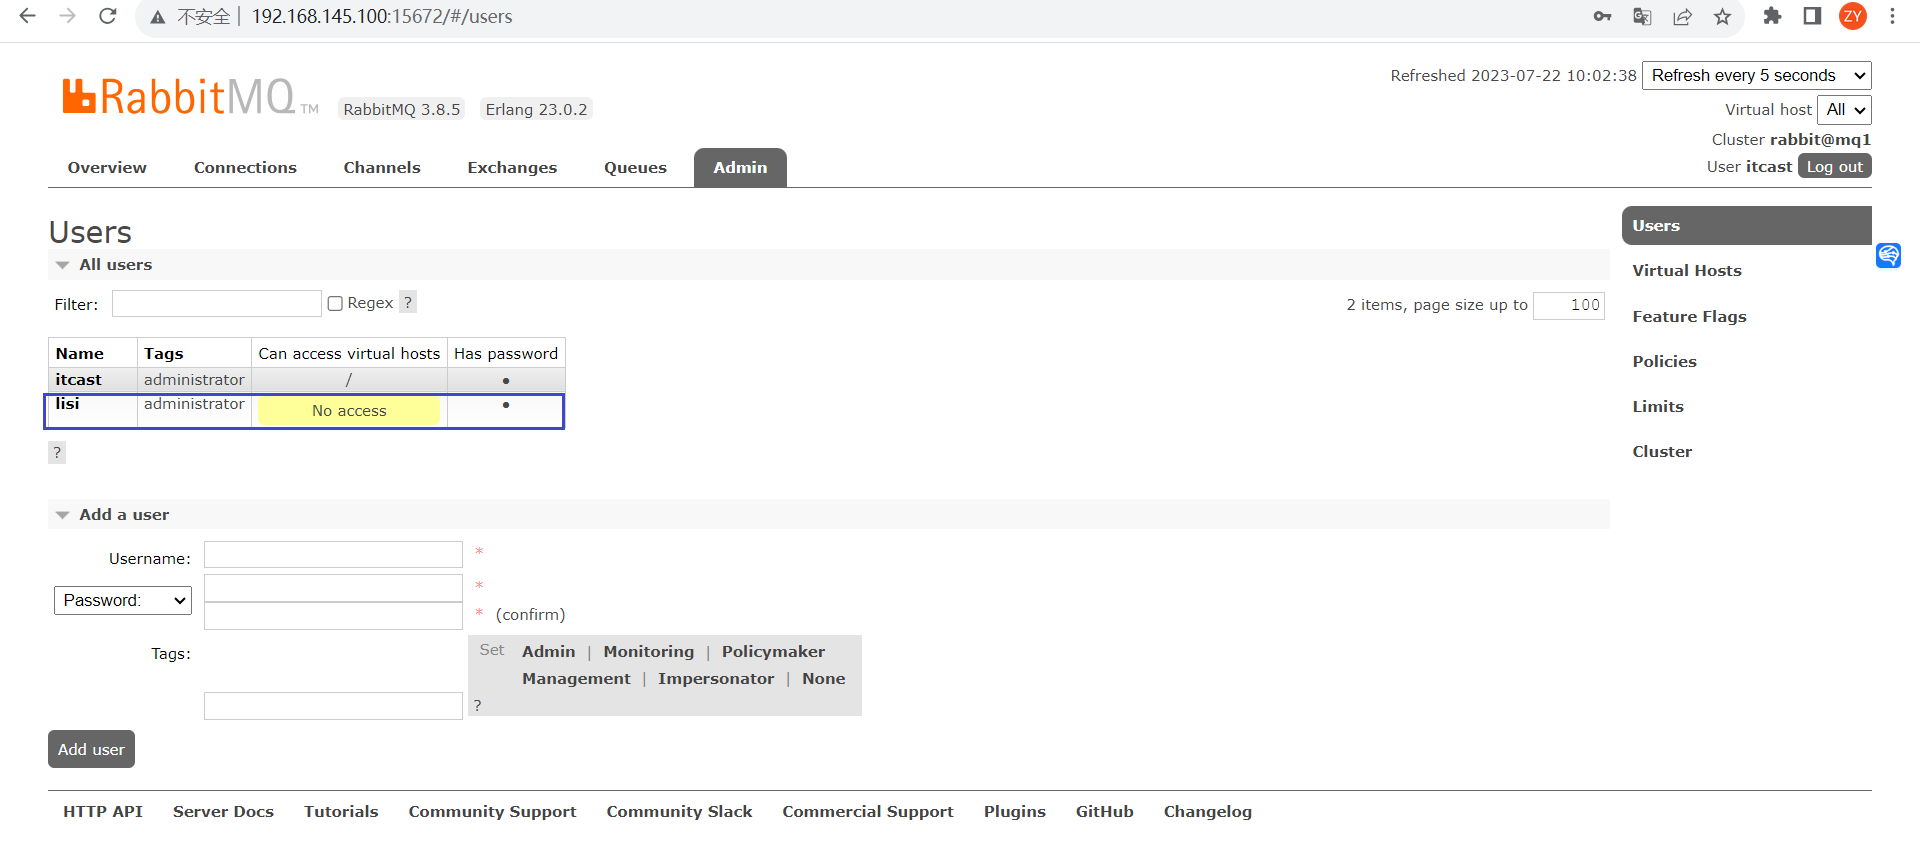 不安全 | 192.168.145.100:15672/#/users
ZY
Refreshed 2023-07-22 10:02:38 Refresh every 5 seconds
RabbitMQ TM RabbitMQ 3.8.5 Erlang 23.0.2
Virtual host All
Cluster rabbit@mq1
User itcast Log out
Overview Connections Channels Exchanges Queues Admin
Users
All users
Filter: Regex ? 2 items, page size up to 100
Name Tags Can access virtual hosts Has password
itcast administrator / ●
lisi administrator No access ●
?
Add a user
Username: *
Password: *
* (confirm)
Tags: Set Admin | Monitoring | Policymaker
Management | Impersonator | None
?
Add user
Users
Virtual Hosts
Feature Flags
Policies
Limits
Cluster
HTTP API Server Docs Tutorials Community Support Community Slack Commercial Support Plugins GitHub Changelog